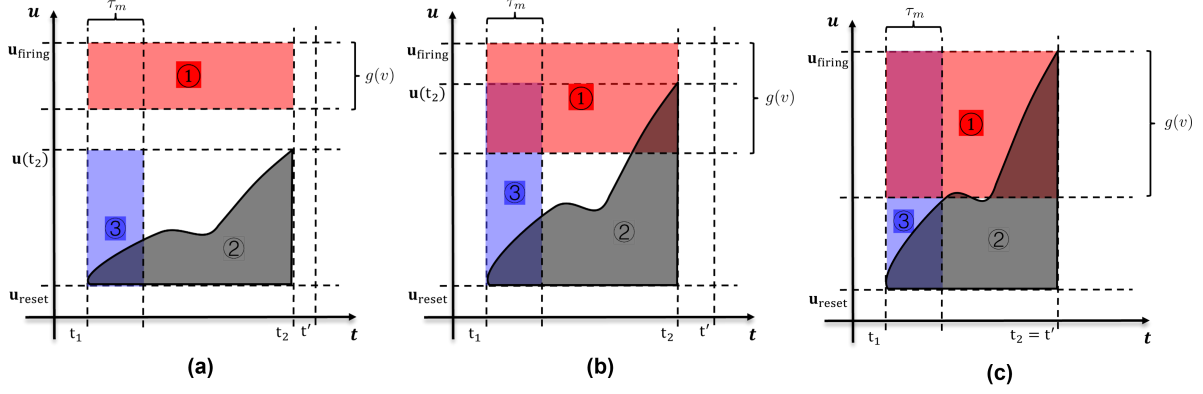 u
τₘ
u_firing
①
g(v)
u(t₂)
③
②
u_reset
t₁
t₂
t′
t
(a)
u
τₘ
u_firing
u(t₂)
①
g(v)
③
②
u_reset
t₁
t₂
t′
t
(b)
u
τₘ
u_firing
①
g(v)
③
②
u_reset
t₁
t₂ = t′
t
(c)